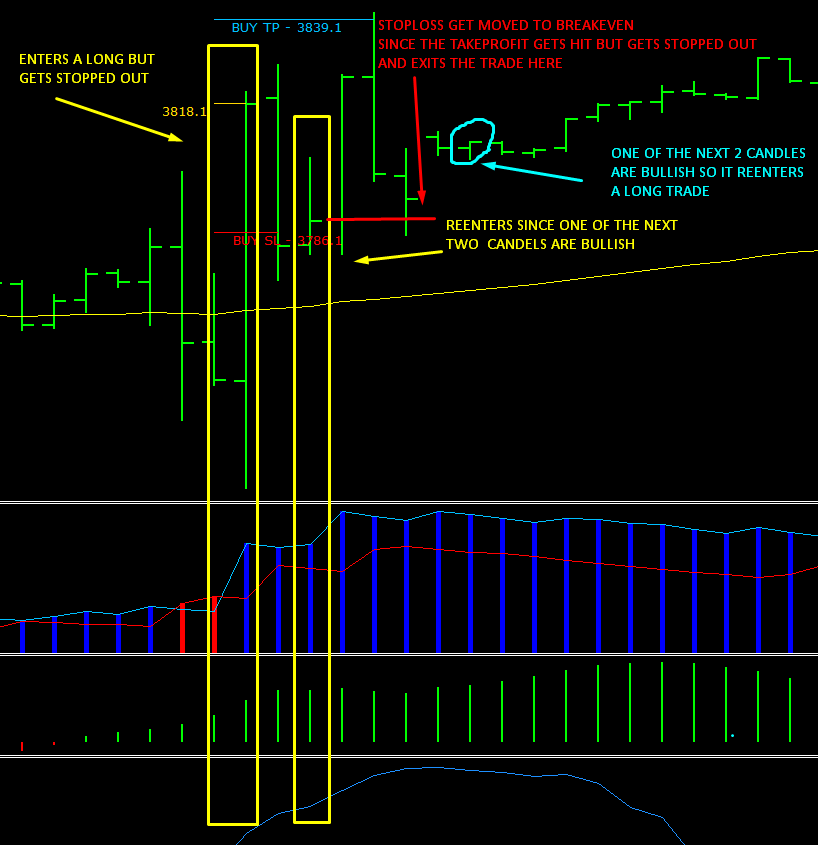 BUY TP - 3839.1
STOPLOSS GET MOVED TO BREAKEVEN
SINCE THE TAKEPROFIT GETS HIT BUT GETS STOPPED OUT
AND EXITS THE TRADE HERE
ENTERS A LONG BUT
GETS STOPPED OUT
3818.1
ONE OF THE NEXT 2 CANDLES
ARE BULLISH SO IT REENTERS
A LONG TRADE
REENTERS SINCE ONE OF THE NEXT
TWO CANDELS ARE BULLISH
BUY SL - 3786.1